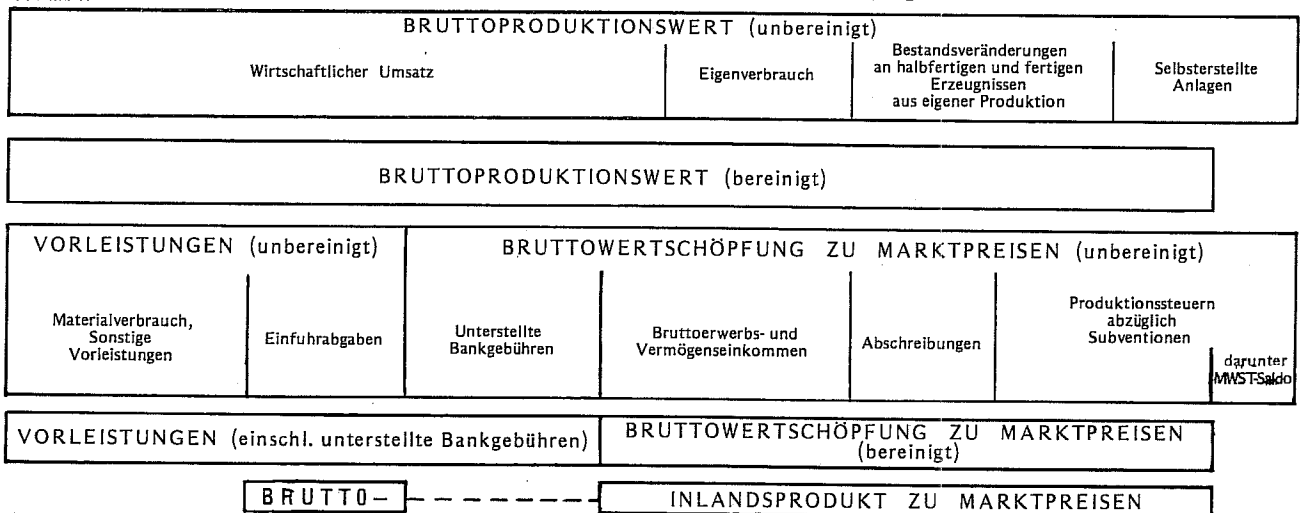 BRUTTOPRODUKTIONSWERT (unbereinigt)
Wirtschaftlicher Umsatz
Eigenverbrauch
Bestandsveränderungen
an halbfertigen und fertigen
Erzeugnissen
aus eigener Produktion
Selbsterstellte
Anlagen
BRUTTOPRODUKTIONSWERT (bereinigt)
VORLEISTUNGEN (unbereinigt)
BRUTTOWERTSCHÖPFUNG ZU MARKTPREISEN (unbereinigt)
Materialverbrauch,
Sonstige
Vorleistungen
Einfuhrabgaben
Unterstellte
Bankgebühren
Bruttoerwerbs- und
Vermögenseinkommen
Abschreibungen
Produktionssteuern
abzüglich
Subventionen
darunter
MWST-Saldo
VORLEISTUNGEN (einschl. unterstellte Bankgebühren)
BRUTTOWERTSCHÖPFUNG ZU MARKTPREISEN
(bereinigt)
BRUTTO-
INLANDSPRODUKT ZU MARKTPREISEN